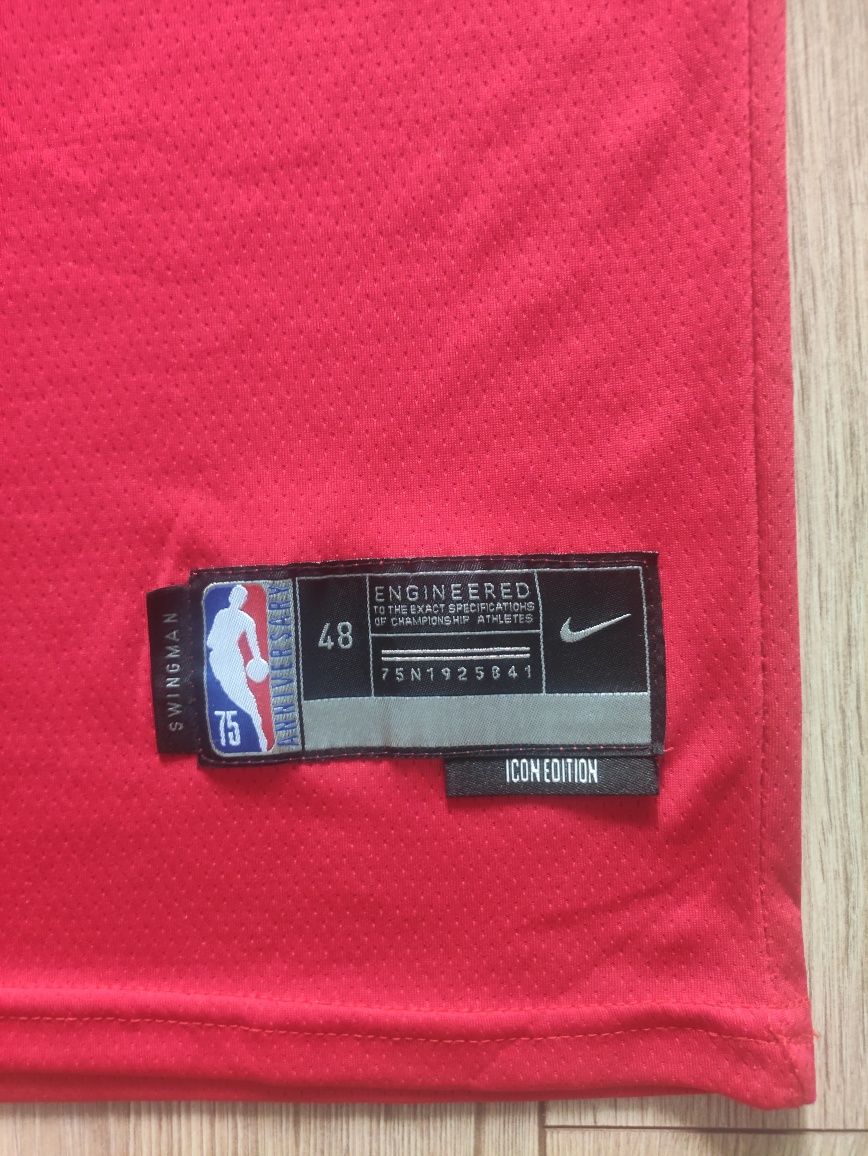 SWINGMAN
75
ANNIVERSARY
48
ENGINEERED
TO THE EXACT SPECIFICATIONS
OF CHAMPIONSHIP ATHLETES
75N1925841
ICON EDITION